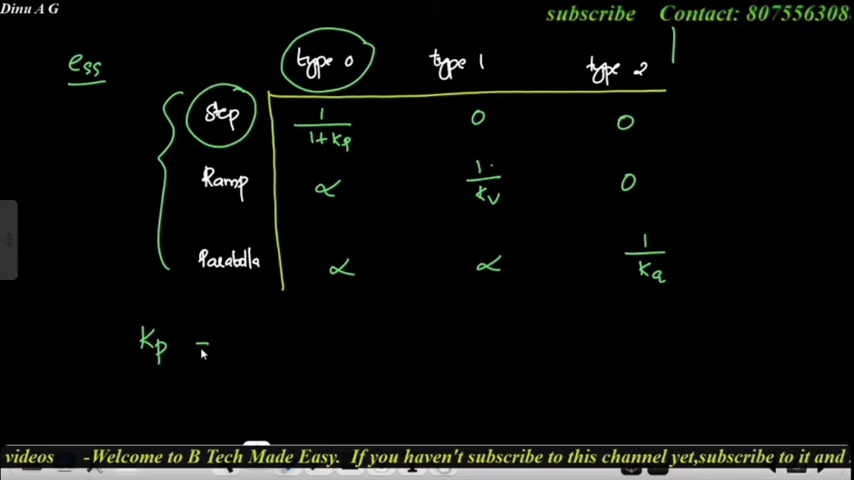 Dinu A G
subscribe Contact: 807556308
ess type 0 type 1 type 2
Step 1/1+Kp 0 0
Ramp ∝ 1/Kv 0
Parabola ∝ ∝ 1/Ka
Kp =
videos -Welcome to B Tech Made Easy. If you haven't subscribe to this channel yet,subscribe to it and